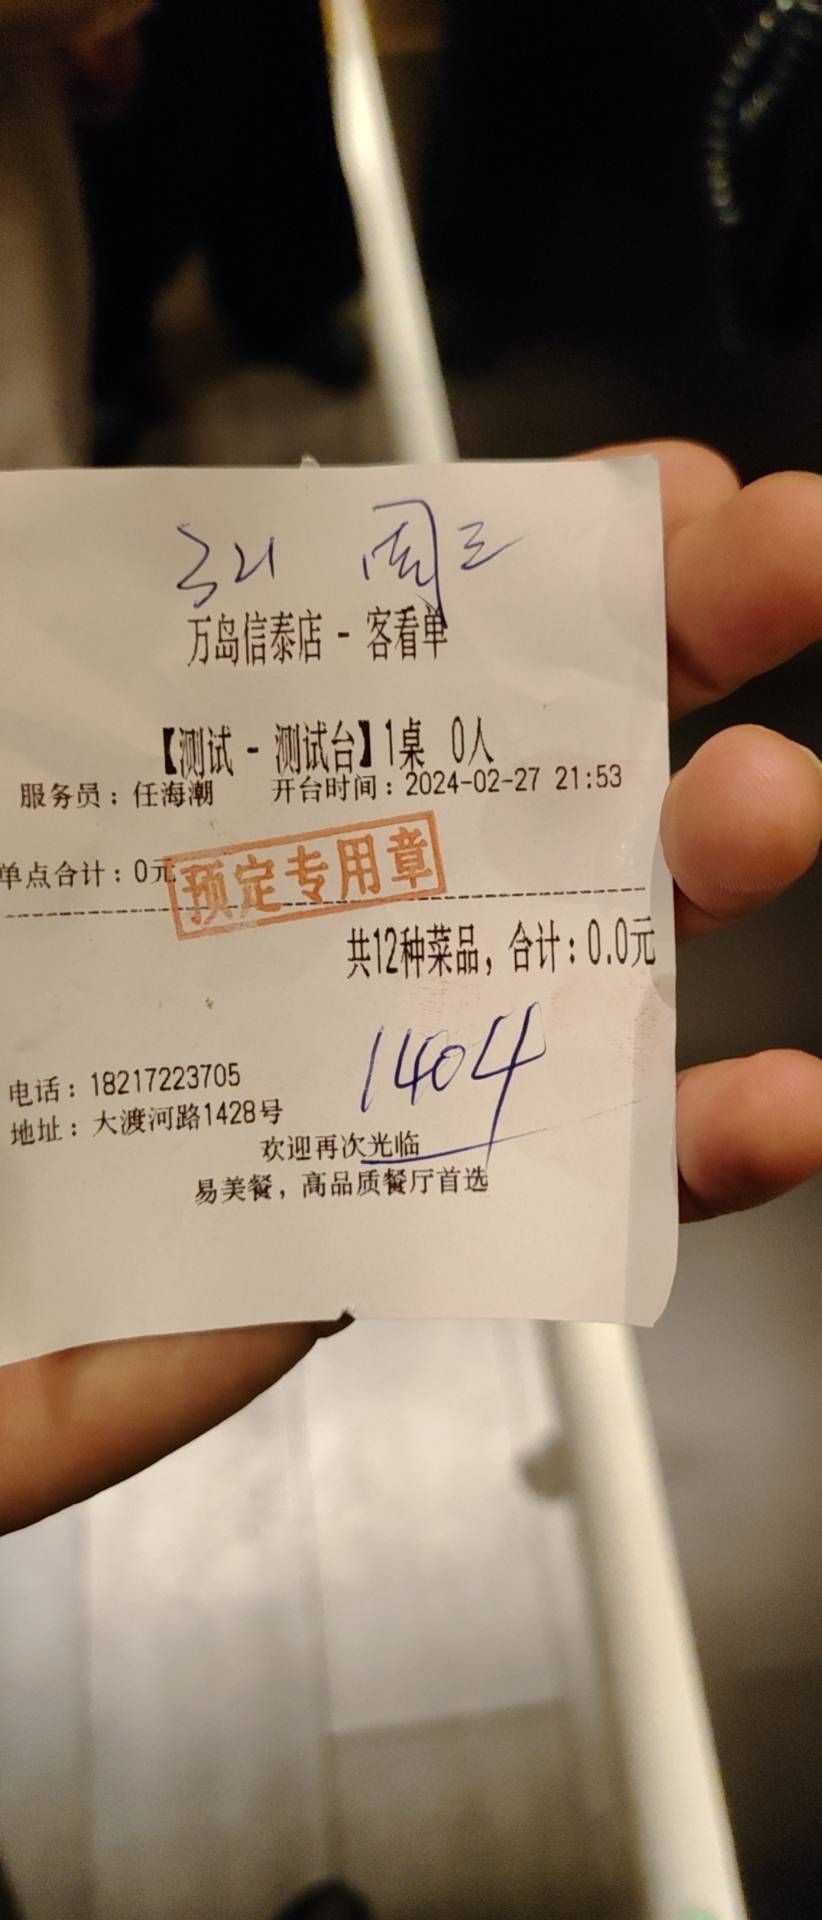 321 周三
万岛信泰店 - 客看单
【测试 - 测试台】1桌 0人
服务员：任海潮 开台时间：2024-02-27 21:53
单点合计：0元
预定专用章
共12种菜品，合计：0.0元
1404
电话：18217223705
地址：大渡河路1428号
欢迎再次光临
易美餐，高品质餐厅首选